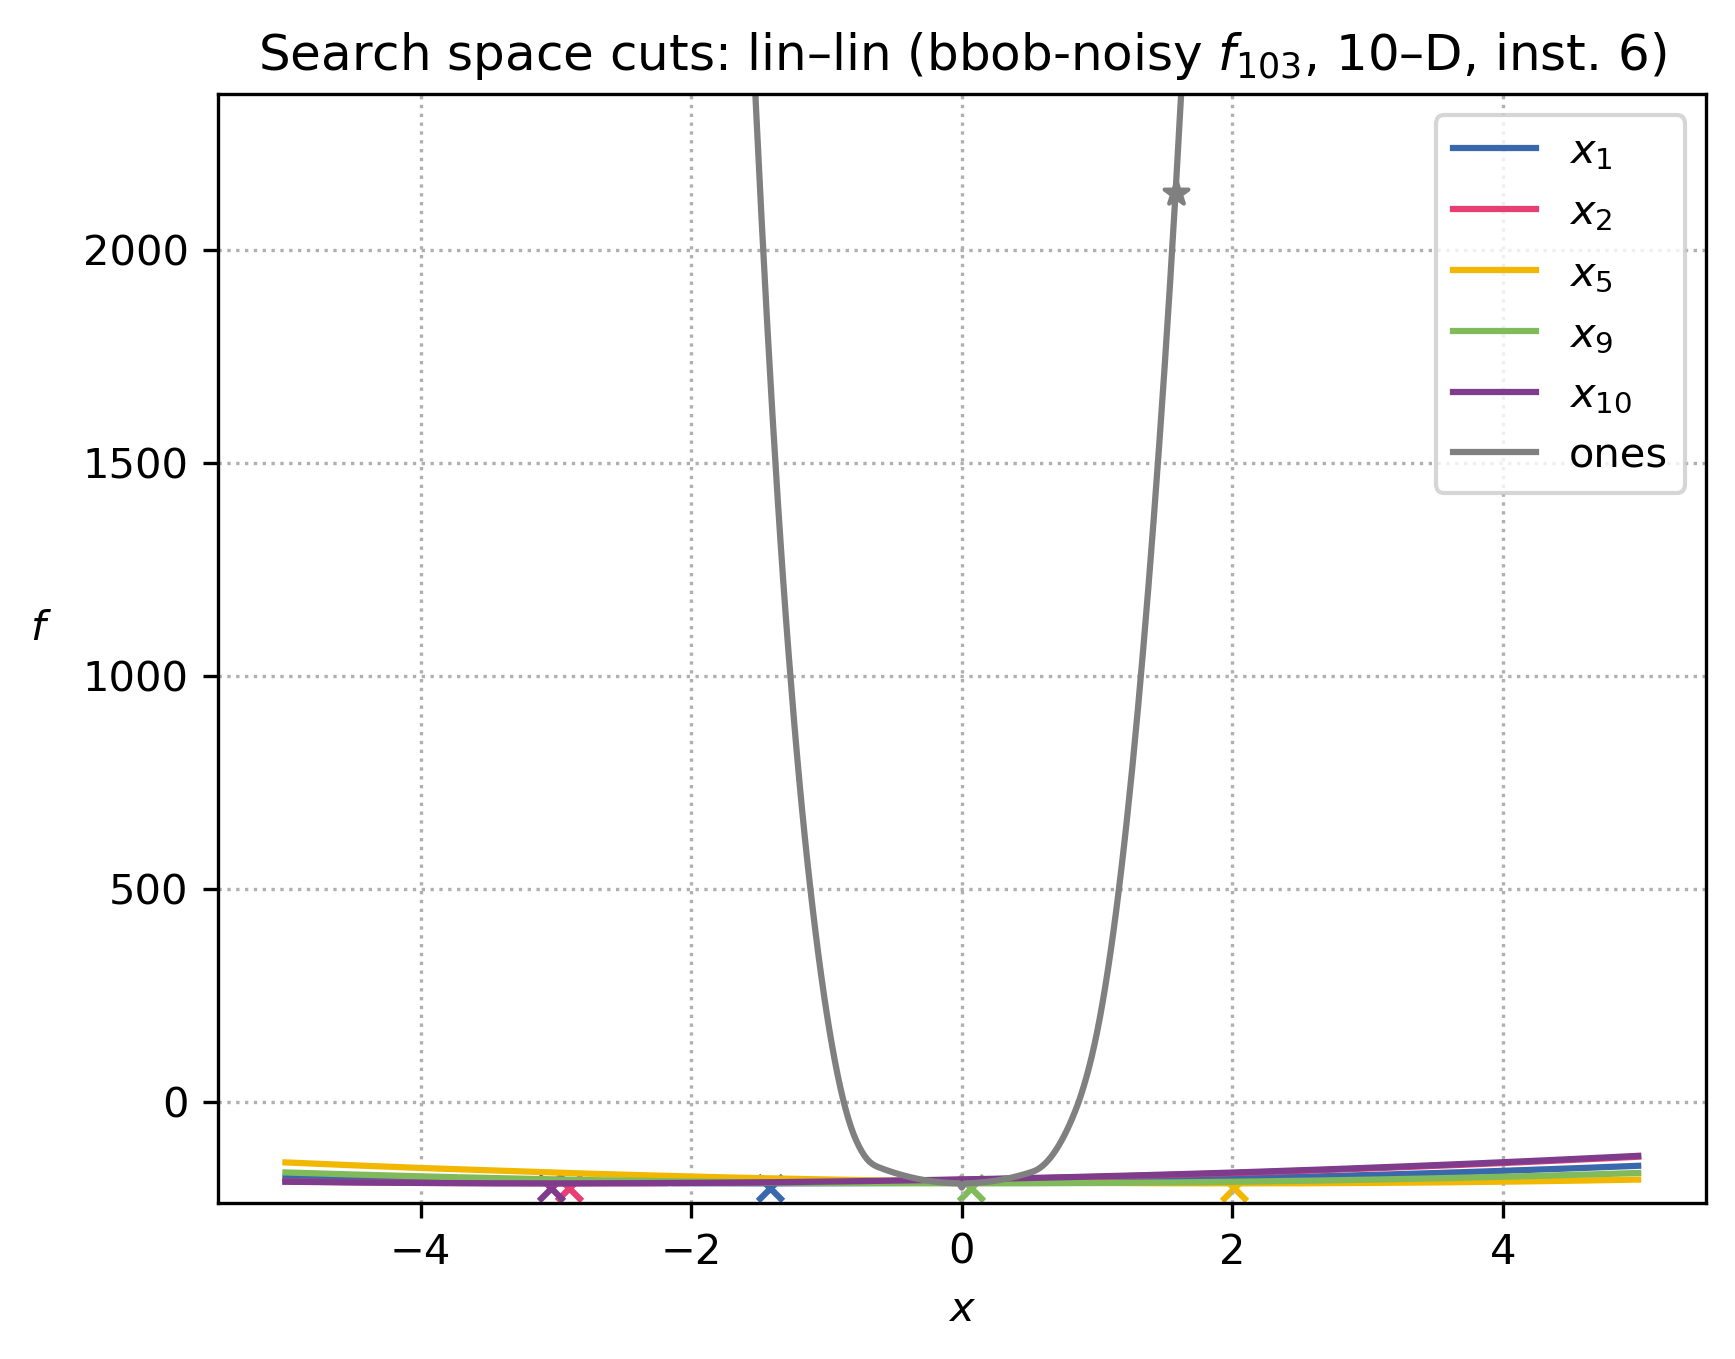 Search space cuts: lin–lin (bbob-noisy f₁₀₃, 10–D, inst. 6)
x₁
x₂
x₅
x₉
x₁₀
ones
2000
1500
1000
500
0
f
−4
−2
0
2
4
x